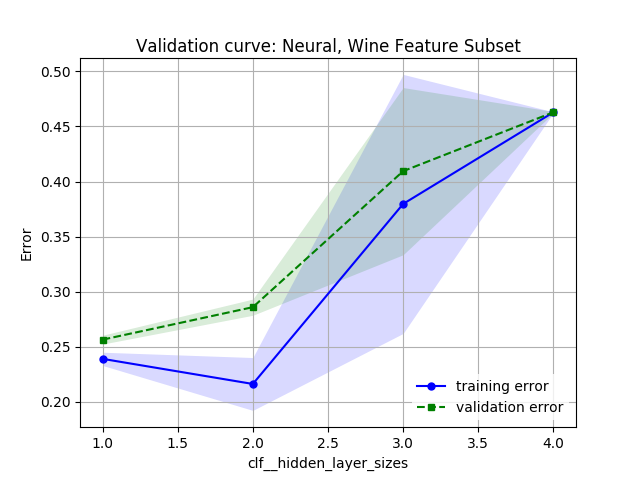 Validation curve: Neural, Wine Feature Subset
0.50
0.45
0.40
0.35
0.30
0.25
0.20
Error
training error
validation error
1.0 1.5 2.0 2.5 3.0 3.5 4.0
clf__hidden_layer_sizes